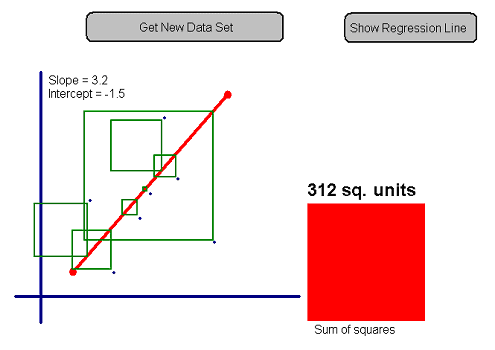 Get New Data Set
Show Regression Line
Slope = 3.2
Intercept = -1.5
312 sq. units
Sum of squares